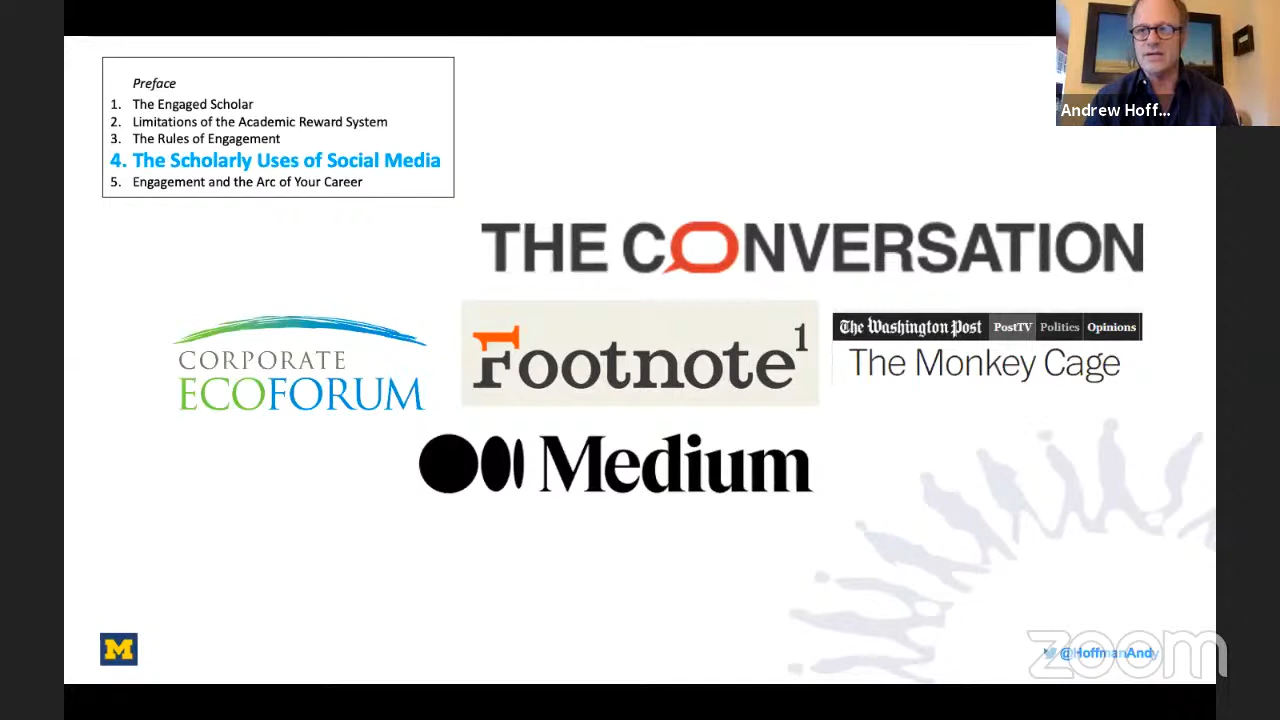 Preface
1. The Engaged Scholar
2. Limitations of the Academic Reward System
3. The Rules of Engagement
4. The Scholarly Uses of Social Media
5. Engagement and the Arc of Your Career
Andrew Hoff...
THE CONVERSATION
CORPORATE
ECOFORUM
Footnote1
The Washington Post PostTV Politics Opinions
The Monkey Cage
Medium
M
@HoffmanAndy
zoom